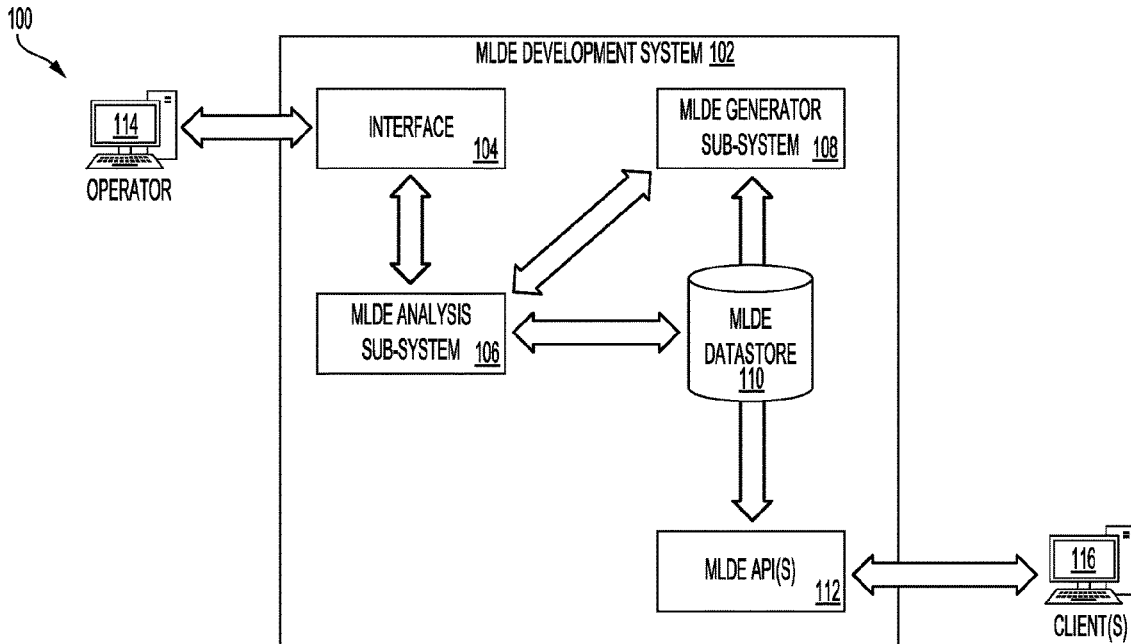 100
MLDE DEVELOPMENT SYSTEM 102
114
OPERATOR
INTERFACE
104
MLDE GENERATOR
SUB-SYSTEM 108
MLDE ANALYSIS
SUB-SYSTEM 106
MLDE
DATASTORE
110
MLDE API(S)
112
116
CLIENT(S)